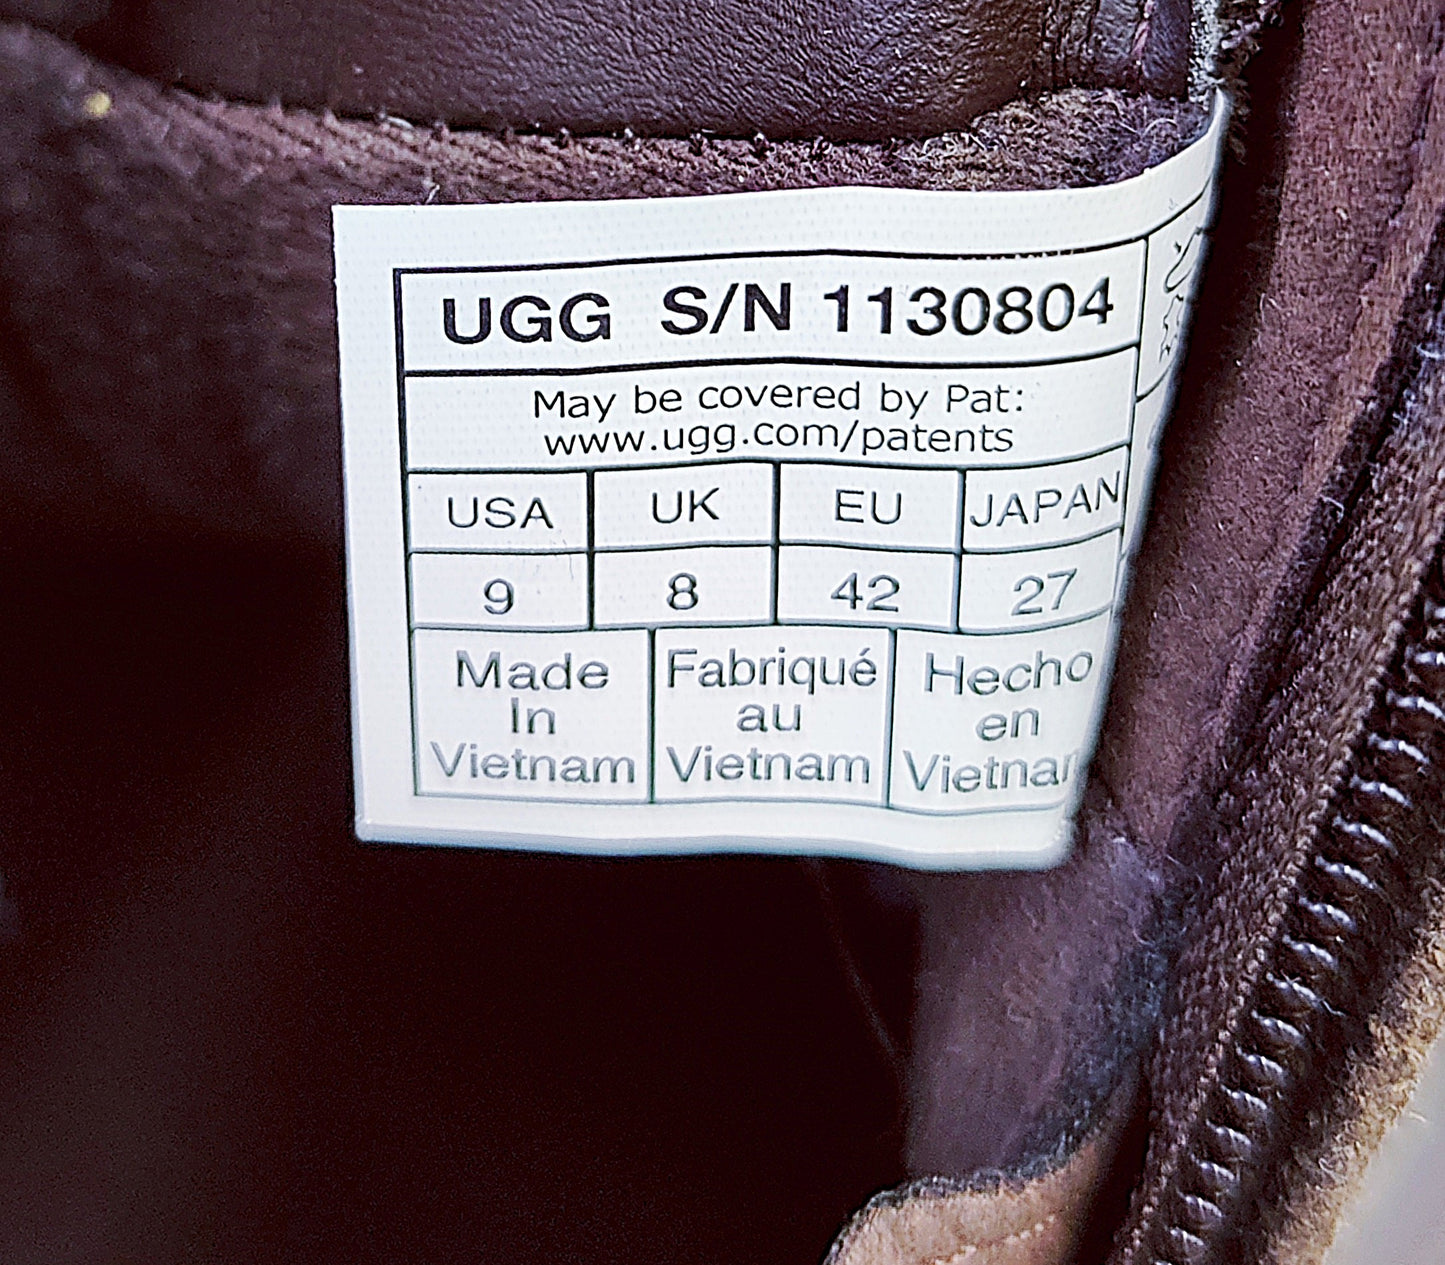 UGG S/N 1130804
May be covered by Pat:
www.ugg.com/patents
USA UK EU JAPAN
9 8 42 27
Made Fabriqué Hecho
In au en
Vietnam Vietnam Vietnam